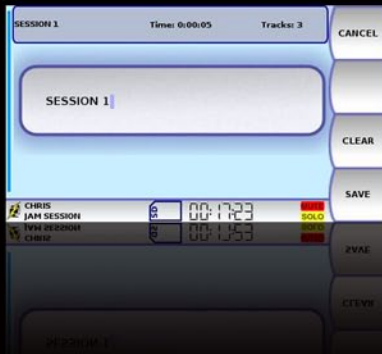 SESSION 1 Time: 0:00:05 Tracks: 3
CANCEL
SESSION 1
CLEAR
SAVE
CHRIS
JAM SESSION
SD
00:17:23
MUTE
SOLO